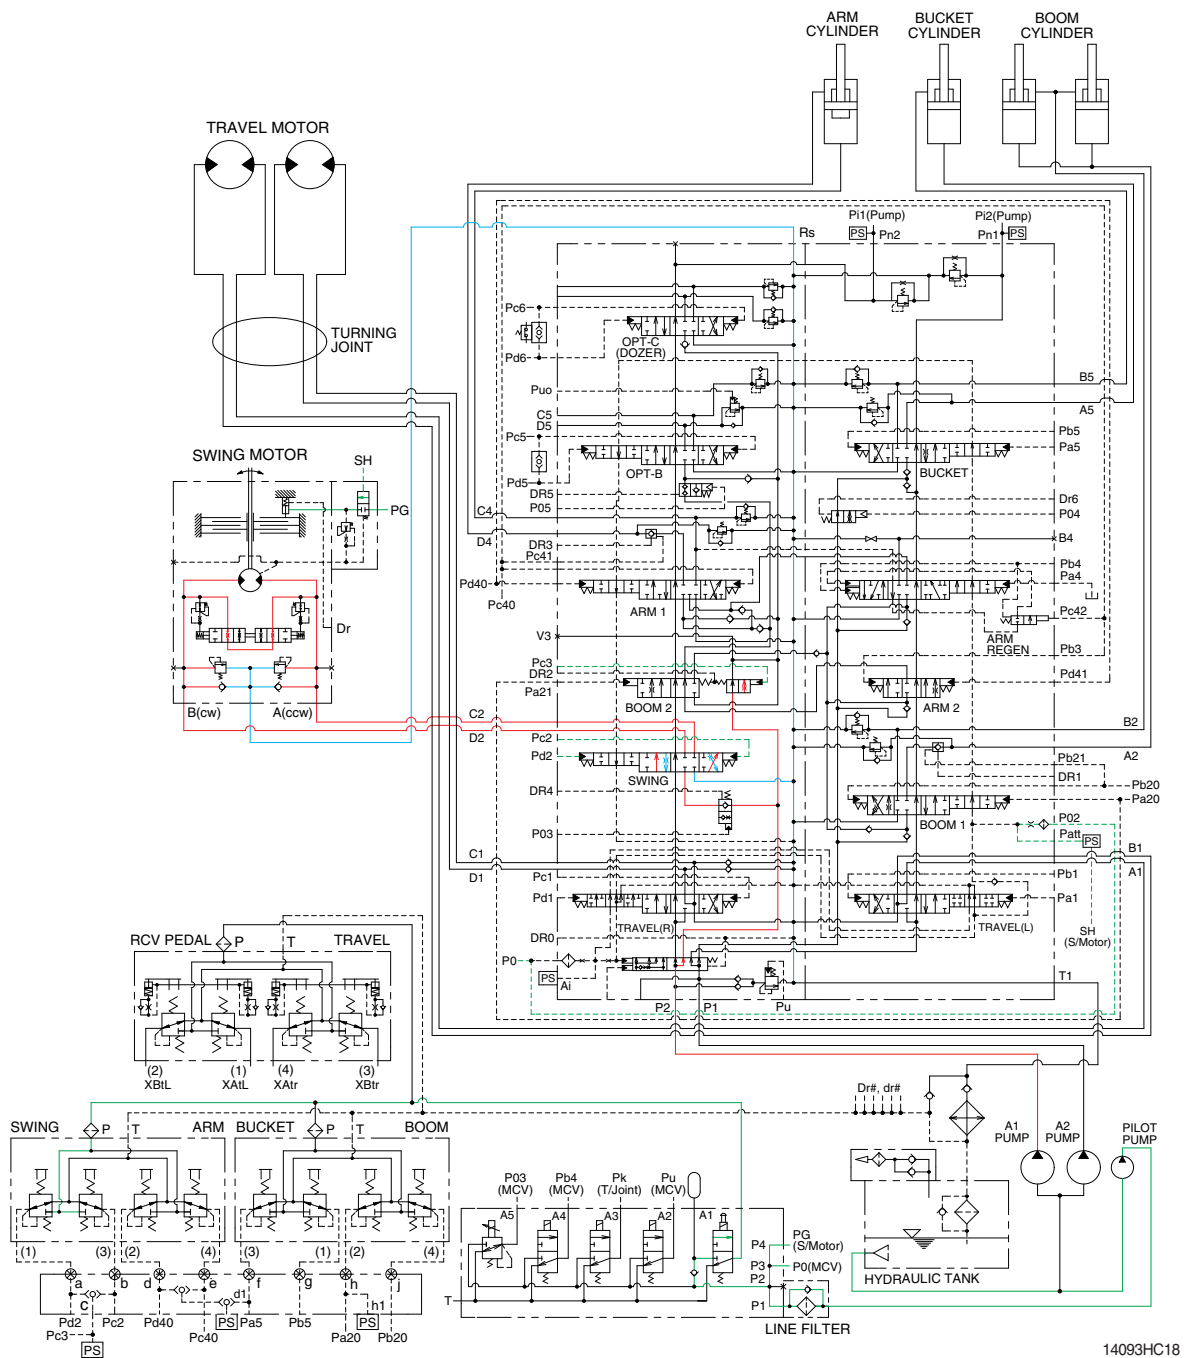 ARM
CYLINDER
BUCKET
CYLINDER
BOOM
CYLINDER
TRAVEL MOTOR
Pi1(Pump)
Pi2(Pump)
PS
Pn2
Pn1
PS
Rs
TURNING
JOINT
Pc6
OPT-C
(DOZER)
Pd6
Puo
B5
C5
A5
D5
Pc5
Pb5
Pa5
OPT-B
BUCKET
Pd5
SWING MOTOR
SH
PG
DR5
P05
Dr6
P04
C4
D4
DR3
Pc41
B4
Pb4
Pa4
Pd40
Pc40
ARM 1
Pc42
ARM
REGEN
Dr
V3
Pb3
Pc3
DR2
Pa21
Pd41
BOOM 2
ARM 2
B(cw)
A(ccw)
C2
D2
B2
A2
Pc2
Pd2
SWING
Pb21
DR1
Pb20
Pa20
DR4
BOOM 1
P03
P02
Patt
PS
C1
D1
B1
A1
Pc1
Pd1
Pb1
Pa1
TRAVEL(R)
TRAVEL(L)
DR0
SH
(S/Motor)
P0
PS
Ai
T1
P2
P1
Pu
RCV PEDAL
P
T
TRAVEL
(2)
XBtL
(1)
XAtL
(4)
XAtr
(3)
XBtr
Dr#, dr#
A1
PUMP
A2
PUMP
PILOT
PUMP
SWING
P
T
ARM
BUCKET
P
T
BOOM
(1)
(3)
(2)
(4)
(3)
(1)
(2)
(4)
a
b
d
e
f
g
h
j
c
d1
h1
Pd2
Pc2
Pd40
PS
Pa5
Pb5
PS
Pc3
PS
Pc40
Pa20
Pb20
P03
(MCV)
Pb4
(MCV)
Pk
(T/Joint)
Pu
(MCV)
A5
A4
A3
A2
A1
P4
PG
(S/Motor)
P3
P0(MCV)
P2
T
P1
LINE FILTER
HYDRAULIC TANK
14093HC18